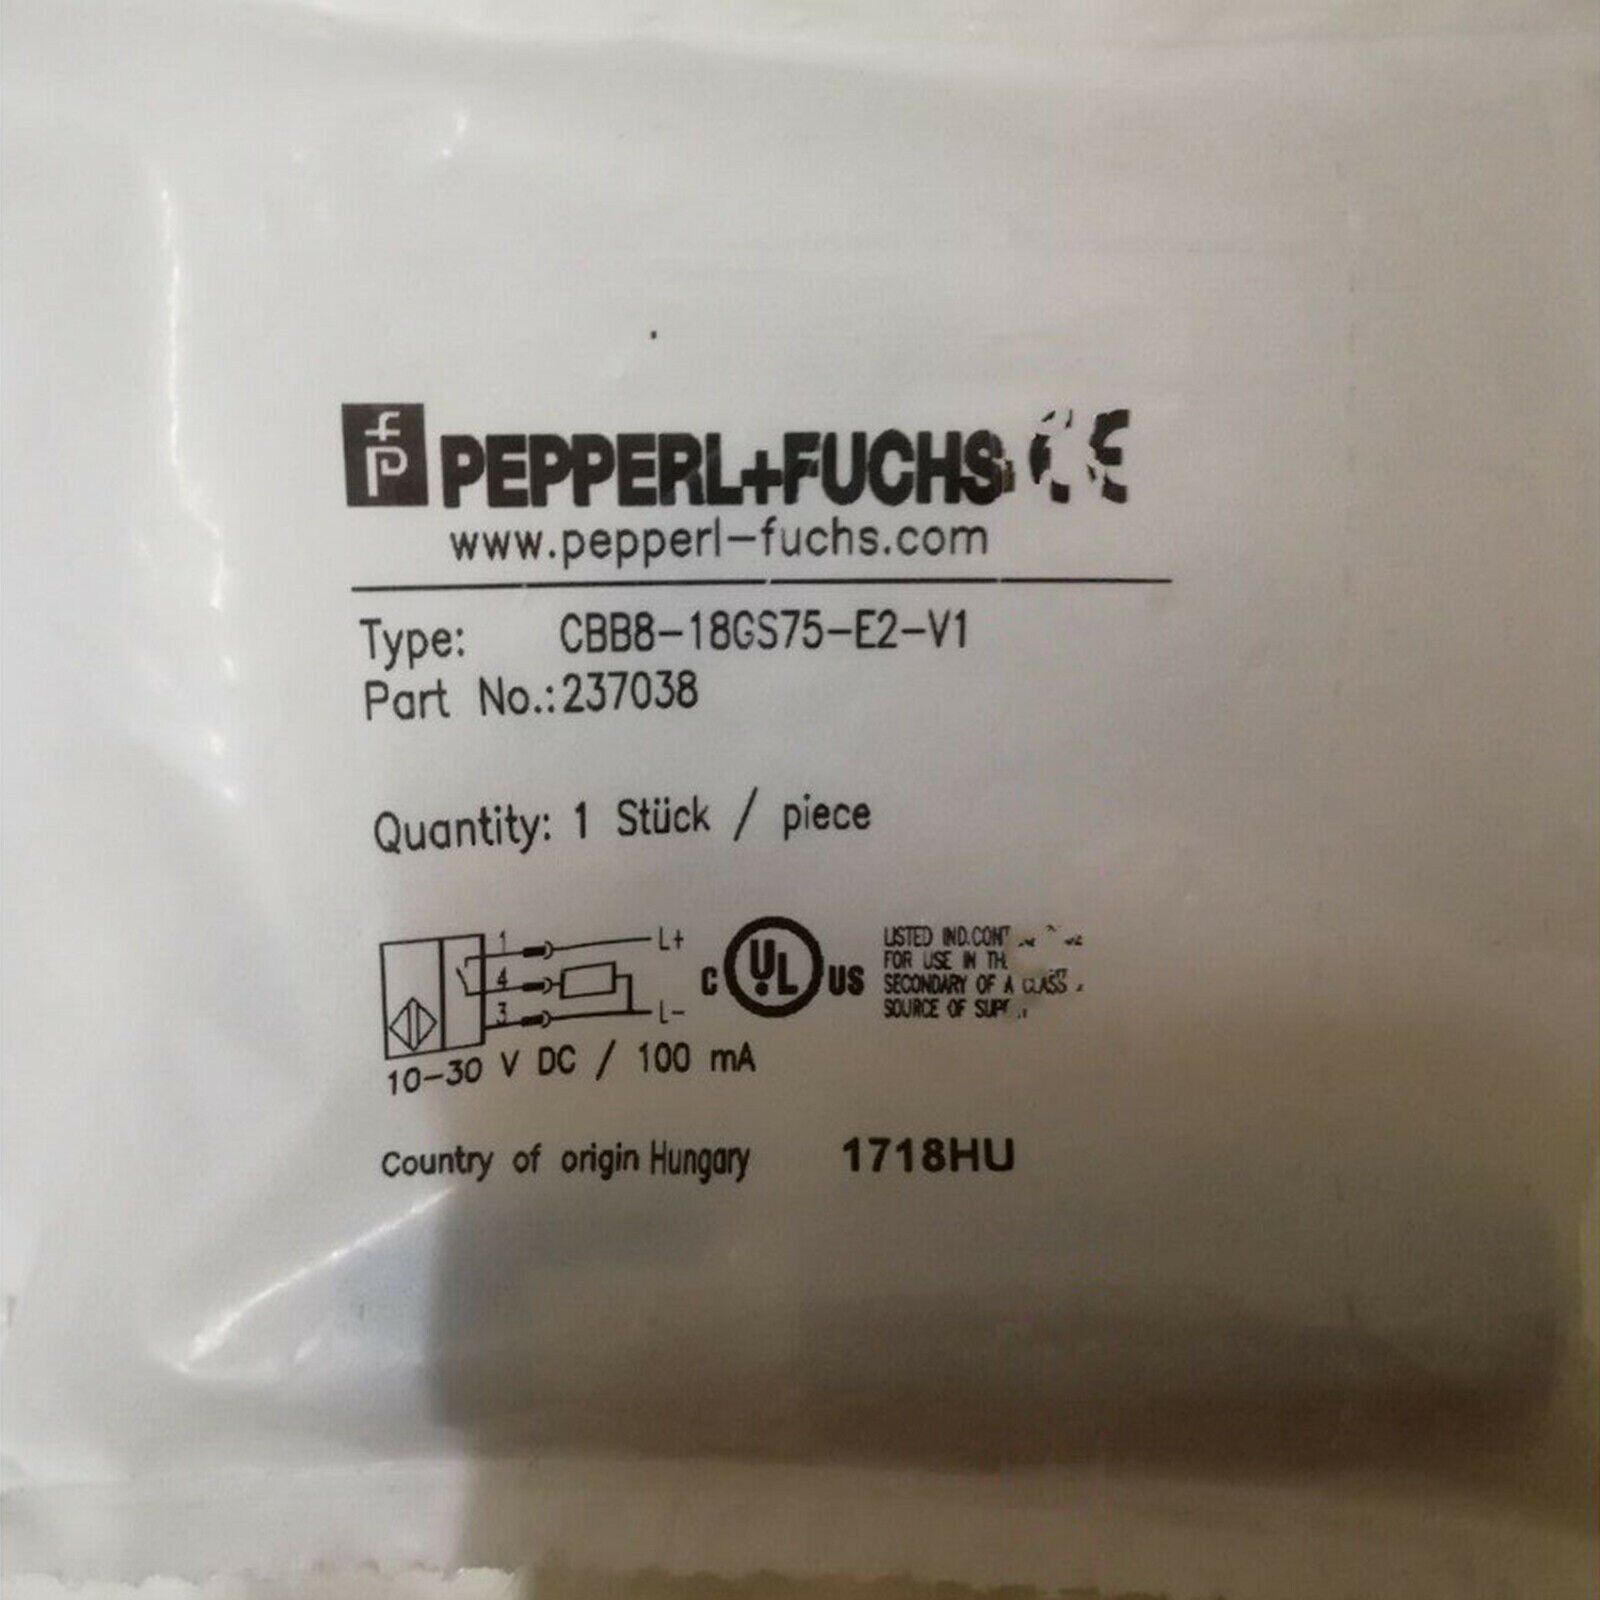 fp PEPPERL+FUCHS CE
www.pepperl-fuchs.com
Type: CBB8-18GS75-E2-V1
Part No.:237038
Quantity: 1 Stück / piece
1 L+
4
3 L-
C UL US
LISTED IND.CONT
FOR USE IN
SECONDARY OF A CLASS
SOURCE OF
10-30 V DC / 100 mA
Country of origin Hungary 1718HU